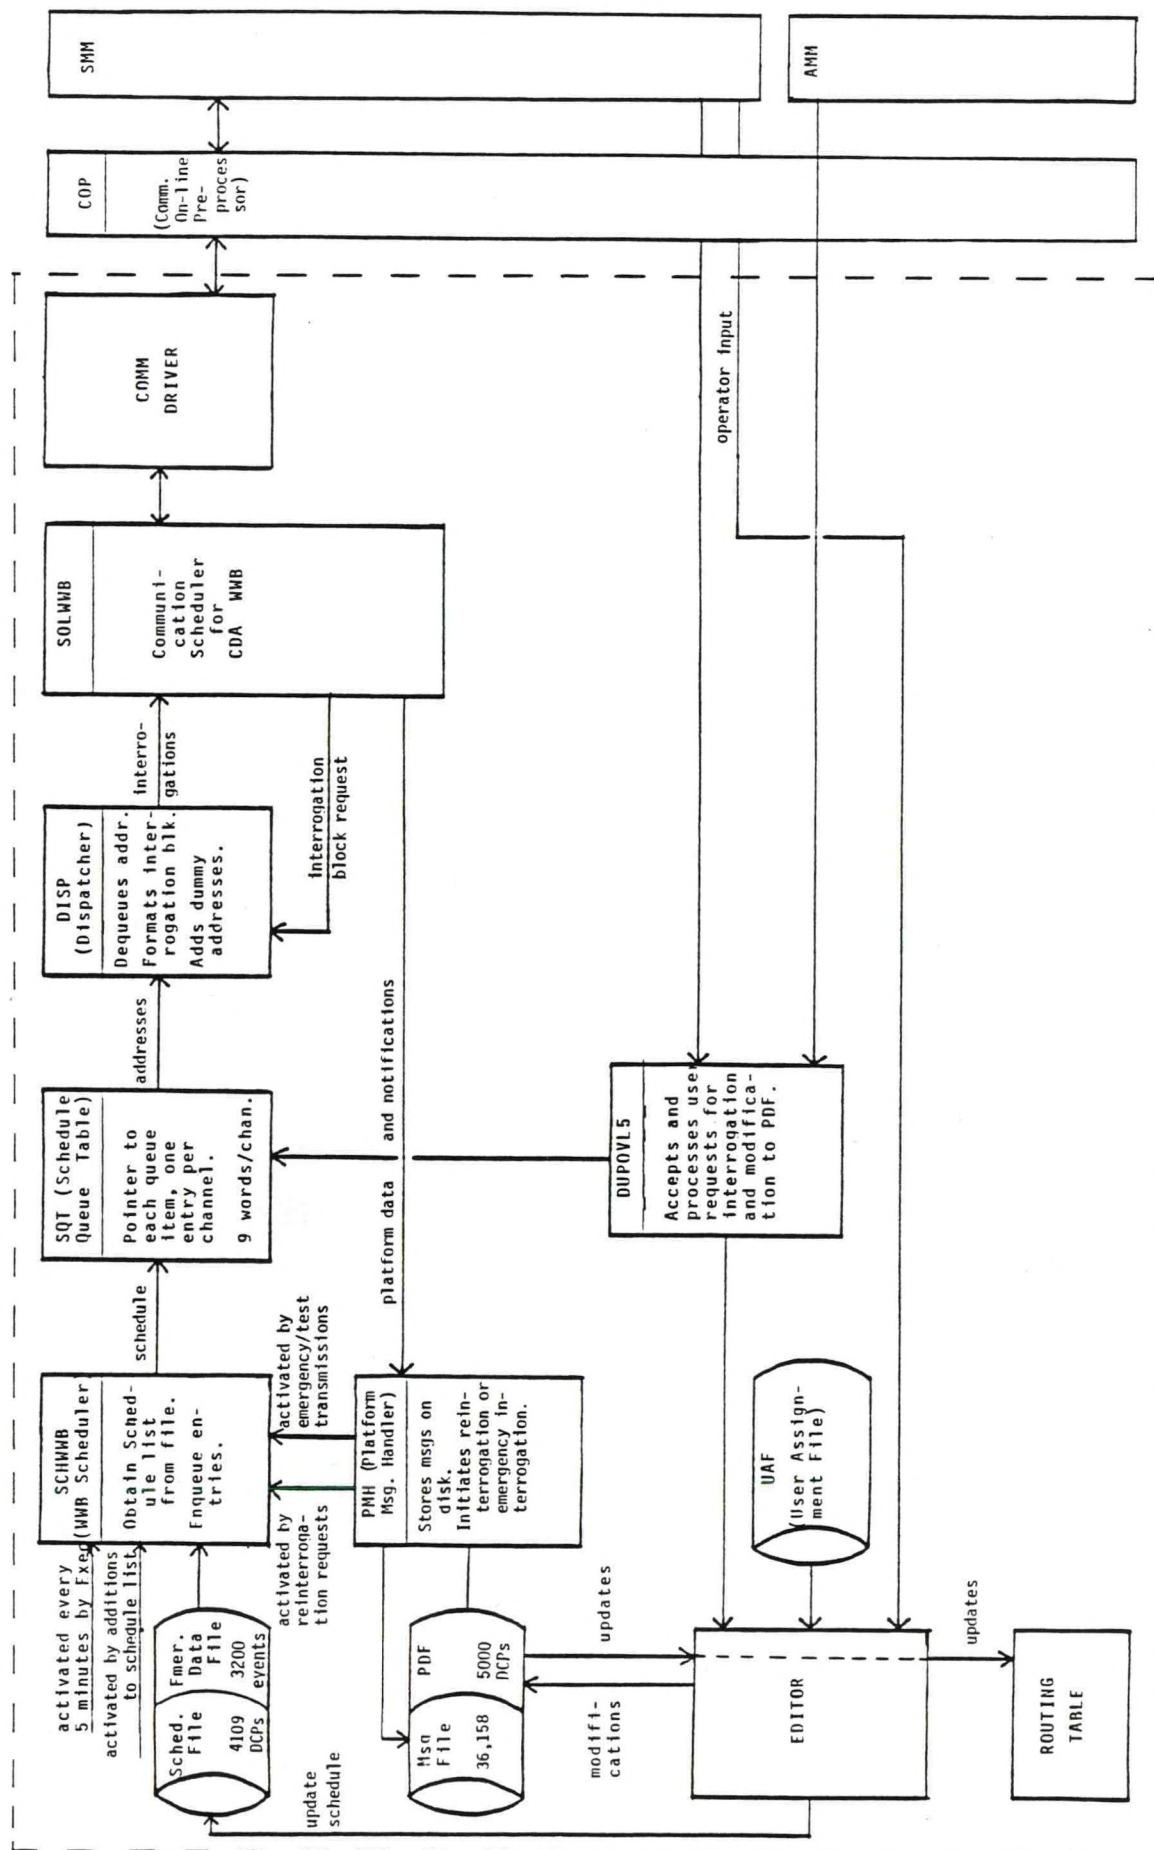 activated every
5 minutes by Exec
activated by additions
to schedule list
SCHWWB
(WWB Scheduler)
Obtain Sched-
ule list
from file.
Enqueue en-
tries.
schedule
SQT (Schedule
Queue Table)
Pointer to
each queue
item, one
entry per
channel.
9 words/chan.
addresses
DISP
(Dispatcher)
Dequeues addr.
Formats inter-
rogation blk.
Adds dummy
addresses.
interro-
gations
SOLWWB
Communi-
cation
Scheduler
for
CDA WWB
COMM
DRIVER
COP
(Comm.
On-line
Pre-
proces
sor)
SMM
Sched.
File
4109
DCPs
Emer.
Data
File
3200
events
activated by
reinterroga-
tion requests
activated by
emergency/test
transmissions
interrogation
block request
update
schedule
Msg
File
36,158
PDF
5000
DCPs
PMH (Platform
Msg. Handler)
Stores msgs on
disk.
Initiates rein-
terrogation or
emergency in-
terrogation.
platform data and notifications
modifi-
cations
updates
DUPOVL5
Accepts and
processes use
requests for
interrogation
and modifica-
tion to PDF.
operator input
AMM
EDITOR
UAF
(User Assign-
ment File)
updates
ROUTING
TABLE